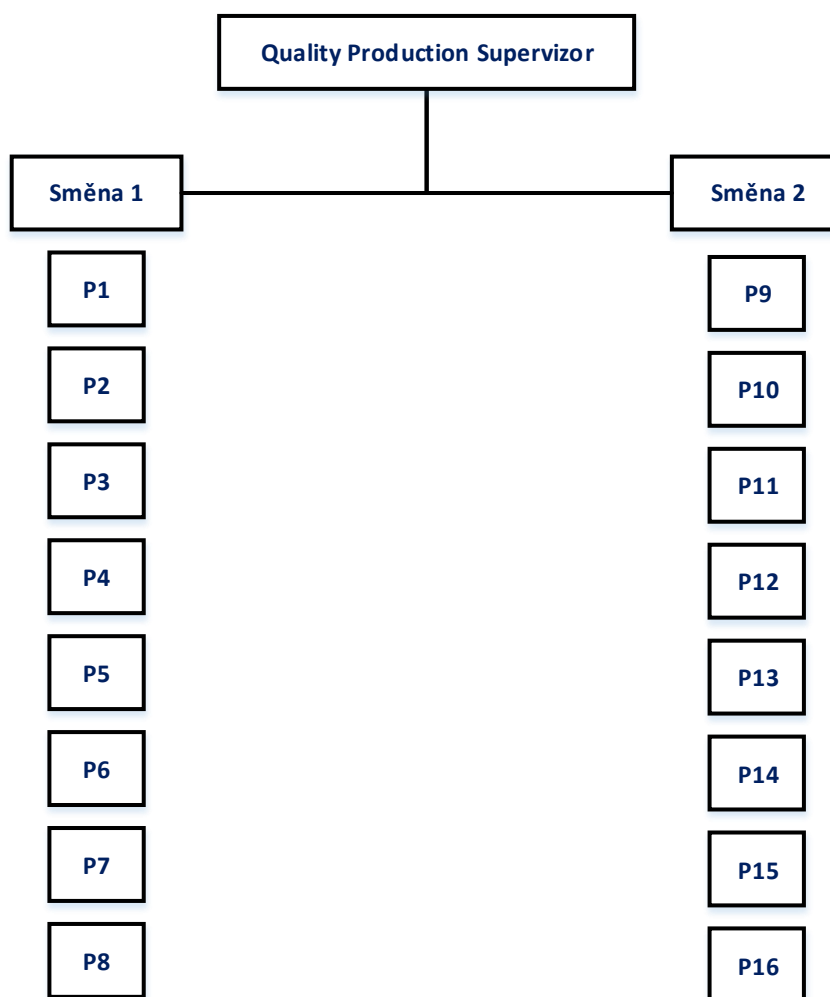 Quality Production Supervizor
Směna 1
Směna 2
P1
P2
P3
P4
P5
P6
P7
P8
P9
P10
P11
P12
P13
P14
P15
P16